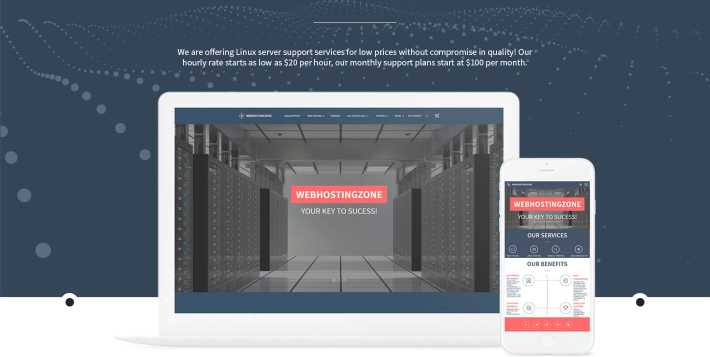 We are offering Linux server support services for low prices without compromise in quality! Our
hourly rate starts as low as $20 per hour, our monthly support plans start at $100 per month.
WEBHOSTINGZONE
WEBHOSTINGZONE
YOUR KEY TO SUCESS!
WEBHOSTINGZONE
WEBHOSTINGZONE
YOUR KEY TO SUCESS!
OUR SERVICES
OUR BENEFITS